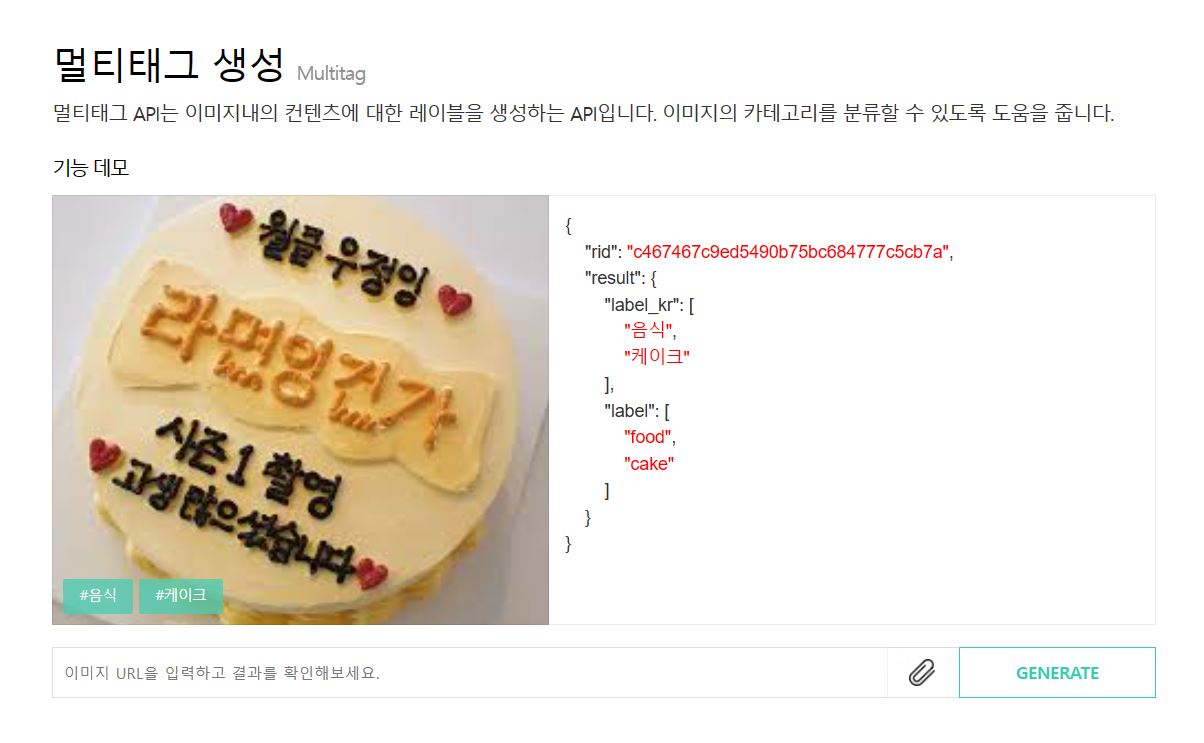 멀티태그 생성 Multitag
멀티태그 API는 이미지내의 컨텐츠에 대한 레이블을 생성하는 API입니다. 이미지의 카테고리를 분류할 수 있도록 도움을 줍니다.
기능 데모
월플 우정잉
라면잉건가
시즌1 촬영
고생 많으셨습니다
#음식 #케이크
{
"rid": "c467467c9ed5490b75bc684777c5cb7a",
"result": {
"label_kr": [
"음식",
"케이크"
],
"label": [
"food",
"cake"
]
}
}
이미지 URL을 입력하고 결과를 확인해보세요.
GENERATE